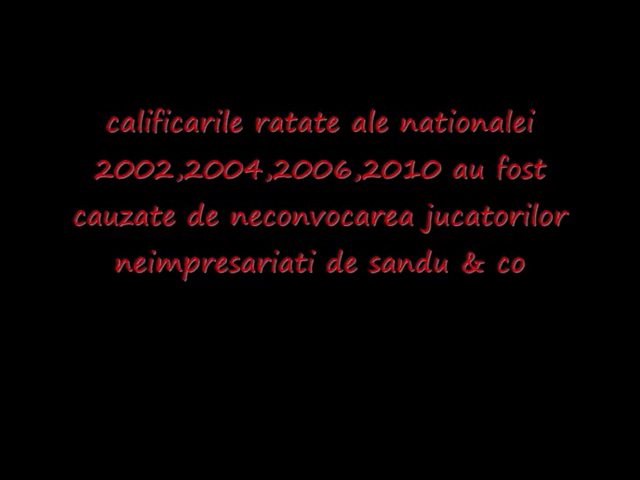 calificarile ratate ale nationalei
2002,2004,2006,2010 au fost
cauzate de neconvocarea jucatorilor
neimpresariati de sandu & co